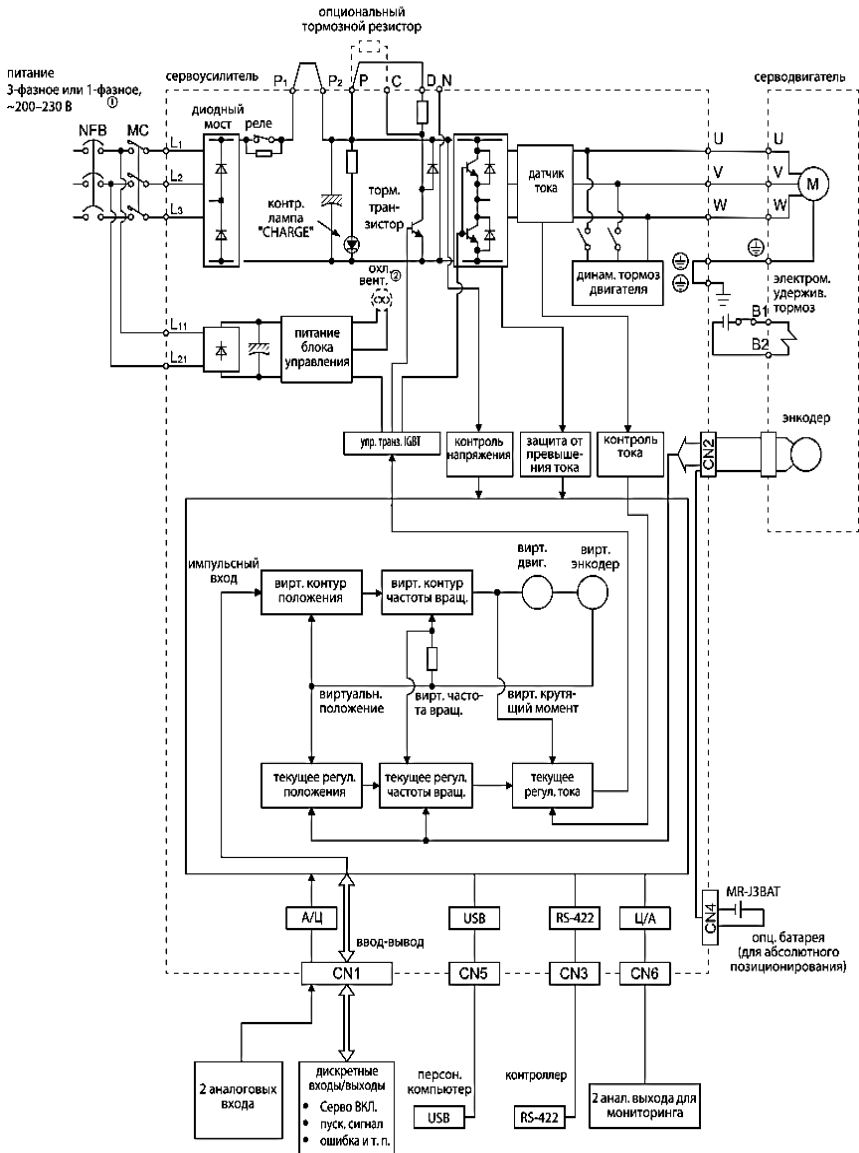 опциональный
тормозной резистор
питание
3-фазное или 1-фазное,
~200–230 В ①
сервоусилитель
P1
P2
P
C
D
N
серводвигатель
NFB
MC
L1
L2
L3
диодный
мост
реле
контр.
лампа
"CHARGE"
торм.
тран-
зистор
датчик
тока
U
V
W
U
V
W
M
динам. тормоз
двигателя
электром.
удержив.
тормоз
B1
B2
охл.
вент.②
L11
L21
питание
блока
управления
упр. транз. IGBT
контроль
напряжения
защита от
превыше-
ния тока
контроль
тока
CN2
энкодер
импульсный
вход
вирт. контур
положения
вирт. контур
частоты вращ.
вирт.
двиг.
вирт.
энкодер
виртуальн.
положение
вирт. часто-
та вращ.
вирт. крутя-
щий момент
текущее регул.
положения
текущее регул.
частоты вращ.
текущее
регул. тока
А/Ц
USB
RS-422
Ц/А
ввод-вывод
CN4
MR-J3BAT
опц. батарея
(для абсолютного
позиционирования)
CN1
CN5
CN3
CN6
2 аналоговых
входа
дискретные
входы/выходы
• Серво ВКЛ.
• пуск. сигнал
• ошибка и т. п.
персон.
компьютер
USB
контроллер
RS-422
2 анал. выхода для
мониторинга